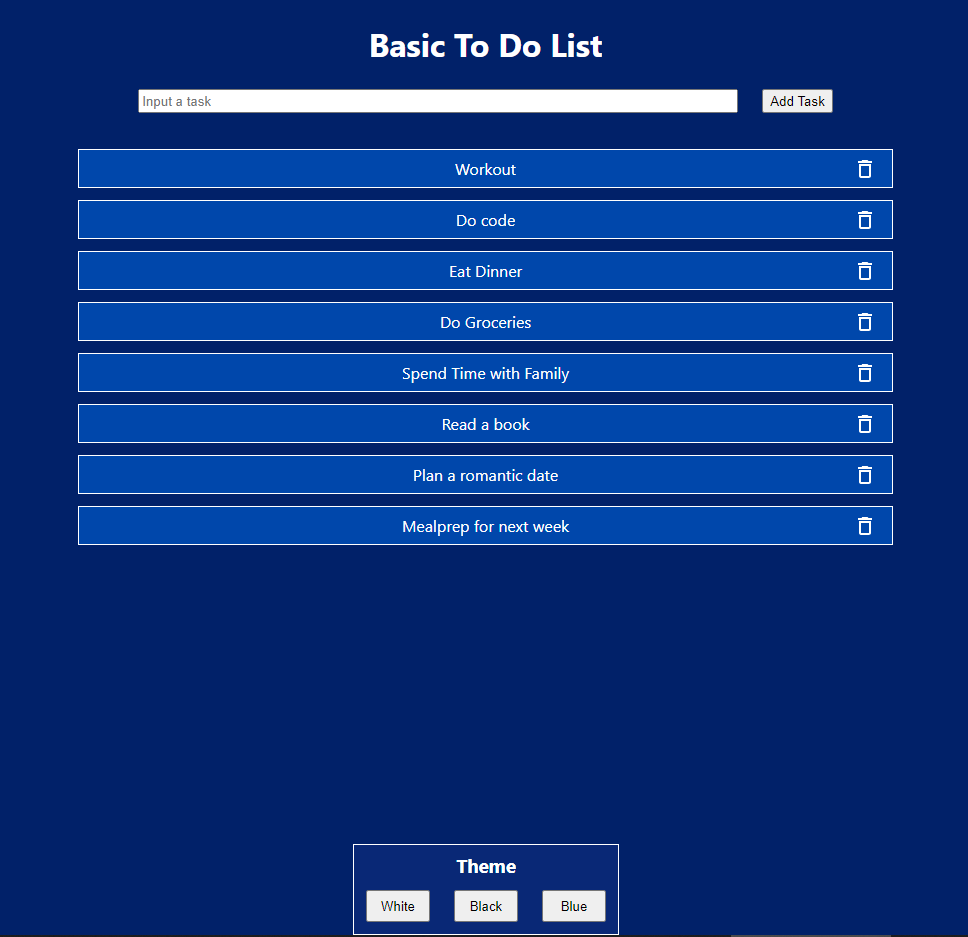 Basic To Do List
Input a task
Add Task
Workout
Do code
Eat Dinner
Do Groceries
Spend Time with Family
Read a book
Plan a romantic date
Mealprep for next week
Theme
White
Black
Blue